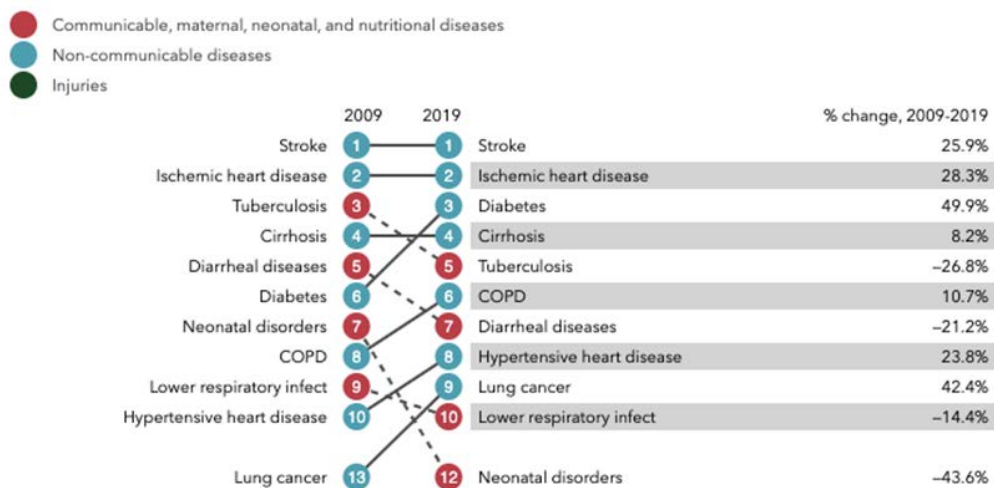 Communicable, maternal, neonatal, and nutritional diseases
Non-communicable diseases
Injuries
2009 2019 % change, 2009-2019
Stroke 1 1 Stroke 25.9%
Ischemic heart disease 2 2 Ischemic heart disease 28.3%
Tuberculosis 3 3 Diabetes 49.9%
Cirrhosis 4 4 Cirrhosis 8.2%
Diarrheal diseases 5 5 Tuberculosis –26.8%
Diabetes 6 6 COPD 10.7%
Neonatal disorders 7 7 Diarrheal diseases –21.2%
COPD 8 8 Hypertensive heart disease 23.8%
Lower respiratory infect 9 9 Lung cancer 42.4%
Hypertensive heart disease 10 10 Lower respiratory infect –14.4%
Lung cancer 13 12 Neonatal disorders –43.6%